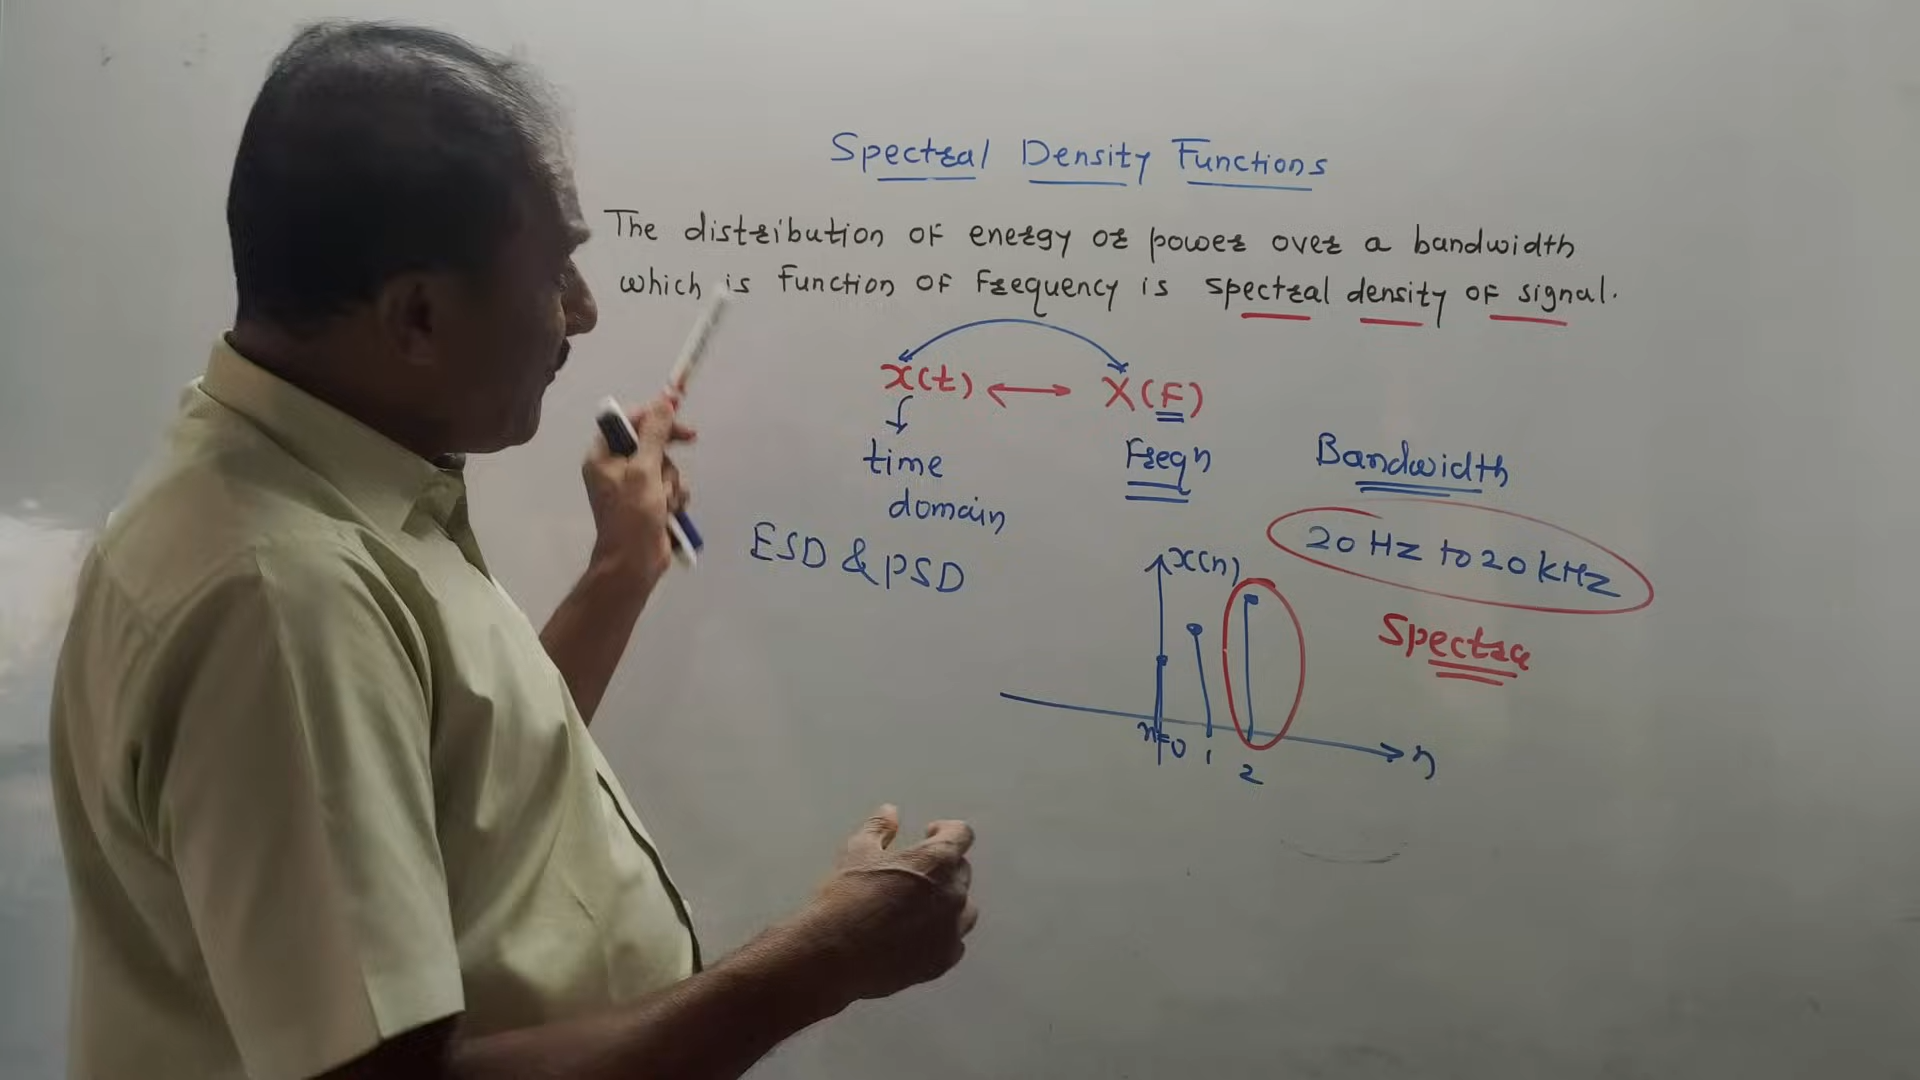 Spectral Density Functions
The distribution of energy or power over a bandwidth
which is function of frequency is spectral density of signal.
x(t) ↔ X(F)
time
domain
Freqn
Bandwidth
20 Hz to 20 kHz
ESD & PSD
x(n)
Spectra
n=0 1 2 n